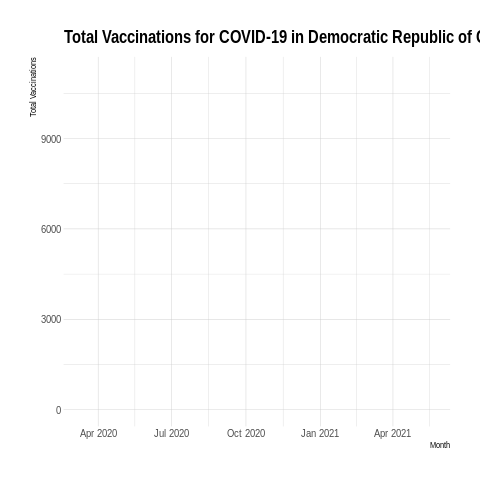 Total Vaccinations for COVID-19 in Democratic Republic of
Total Vaccinations
9000
6000
3000
0
Apr 2020 Jul 2020 Oct 2020 Jan 2021 Apr 2021
Month